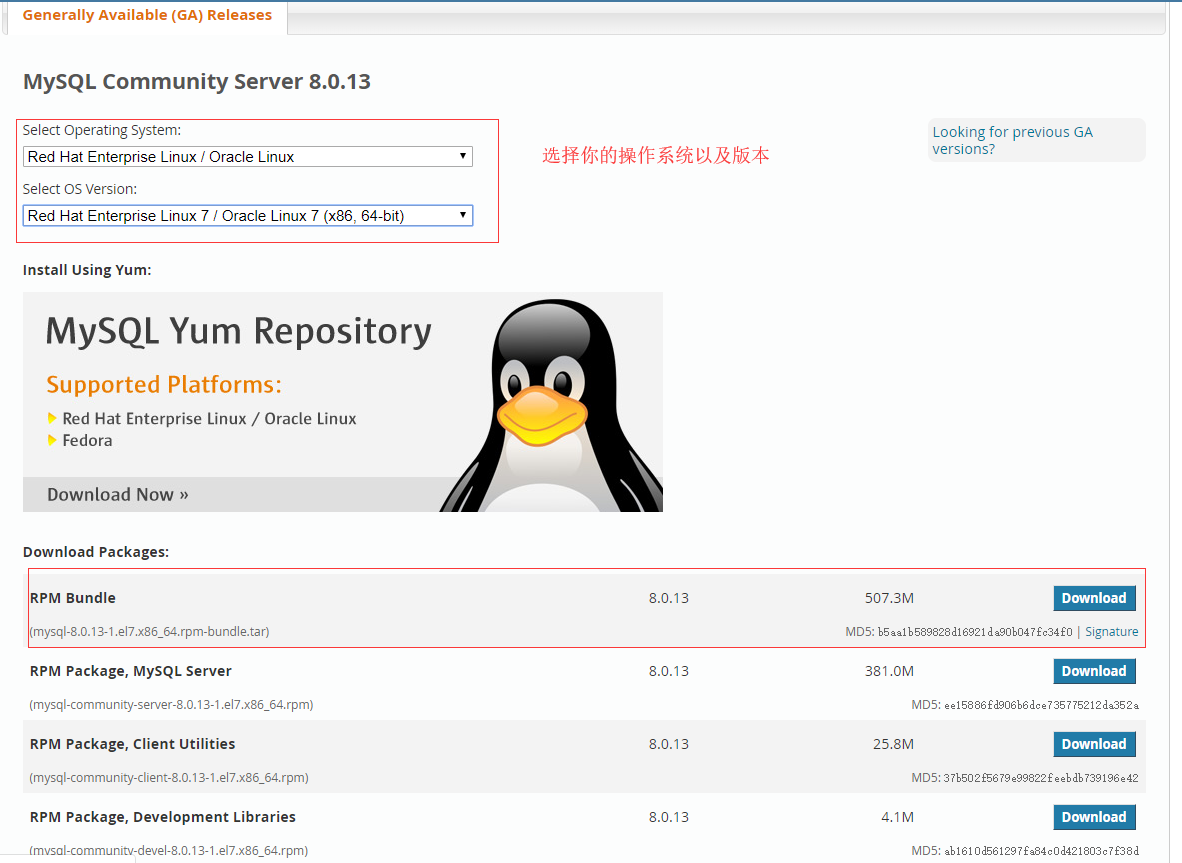 Generally Available (GA) Releases
MySQL Community Server 8.0.13
Select Operating System:
Red Hat Enterprise Linux / Oracle Linux
选择你的操作系统以及版本
Looking for previous GA
versions?
Select OS Version:
Red Hat Enterprise Linux 7 / Oracle Linux 7 (x86, 64-bit)
Install Using Yum:
MySQL Yum Repository
Supported Platforms:
Red Hat Enterprise Linux / Oracle Linux
Fedora
Download Now »
Download Packages:
RPM Bundle 8.0.13 507.3M Download
(mysql-8.0.13-1.el7.x86_64.rpm-bundle.tar) MD5: b5aa1b589828d16921da90b047fc34f0 | Signature
RPM Package, MySQL Server 8.0.13 381.0M Download
(mysql-community-server-8.0.13-1.el7.x86_64.rpm) MD5: ee15886fd906b6dce735775212da352a
RPM Package, Client Utilities 8.0.13 25.8M Download
(mysql-community-client-8.0.13-1.el7.x86_64.rpm) MD5: 37b502f5679e99822feebdb739196e42
RPM Package, Development Libraries 8.0.13 4.1M Download
(mysql-community-devel-8.0.13-1.el7.x86_64.rpm) MD5: ab1610d561297fa84c0d421803c7f38d